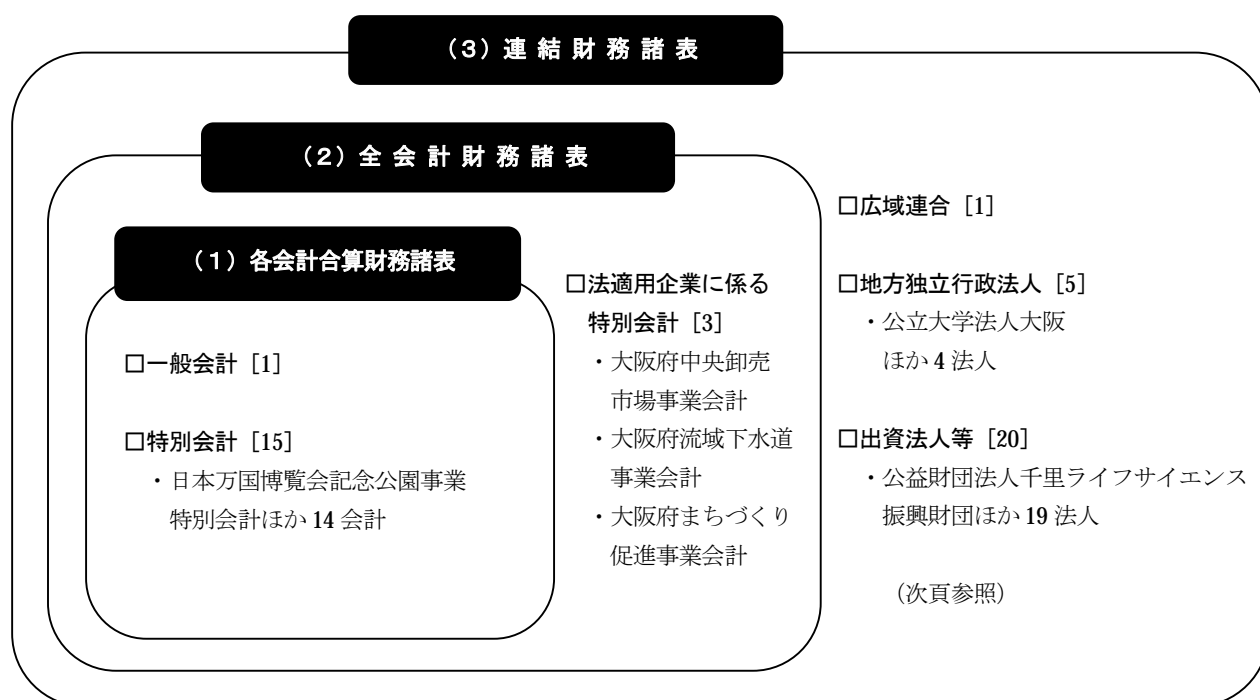 （３）連 結 財 務 諸 表
（２）全 会 計 財 務 諸 表
（１）各会計合算財務諸表
□一般会計［1］
□特別会計［15］
・日本万国博覧会記念公園事業
特別会計ほか 14 会計
□法適用企業に係る
特別会計［3］
・大阪府中央卸売
市場事業会計
・大阪府流域下水道
事業会計
・大阪府まちづくり
促進事業会計
□広域連合［1］
□地方独立行政法人［5］
・公立大学法人大阪
ほか 4 法人
□出資法人等［20］
・公益財団法人千里ライフサイエンス
振興財団ほか 19 法人
（次頁参照）